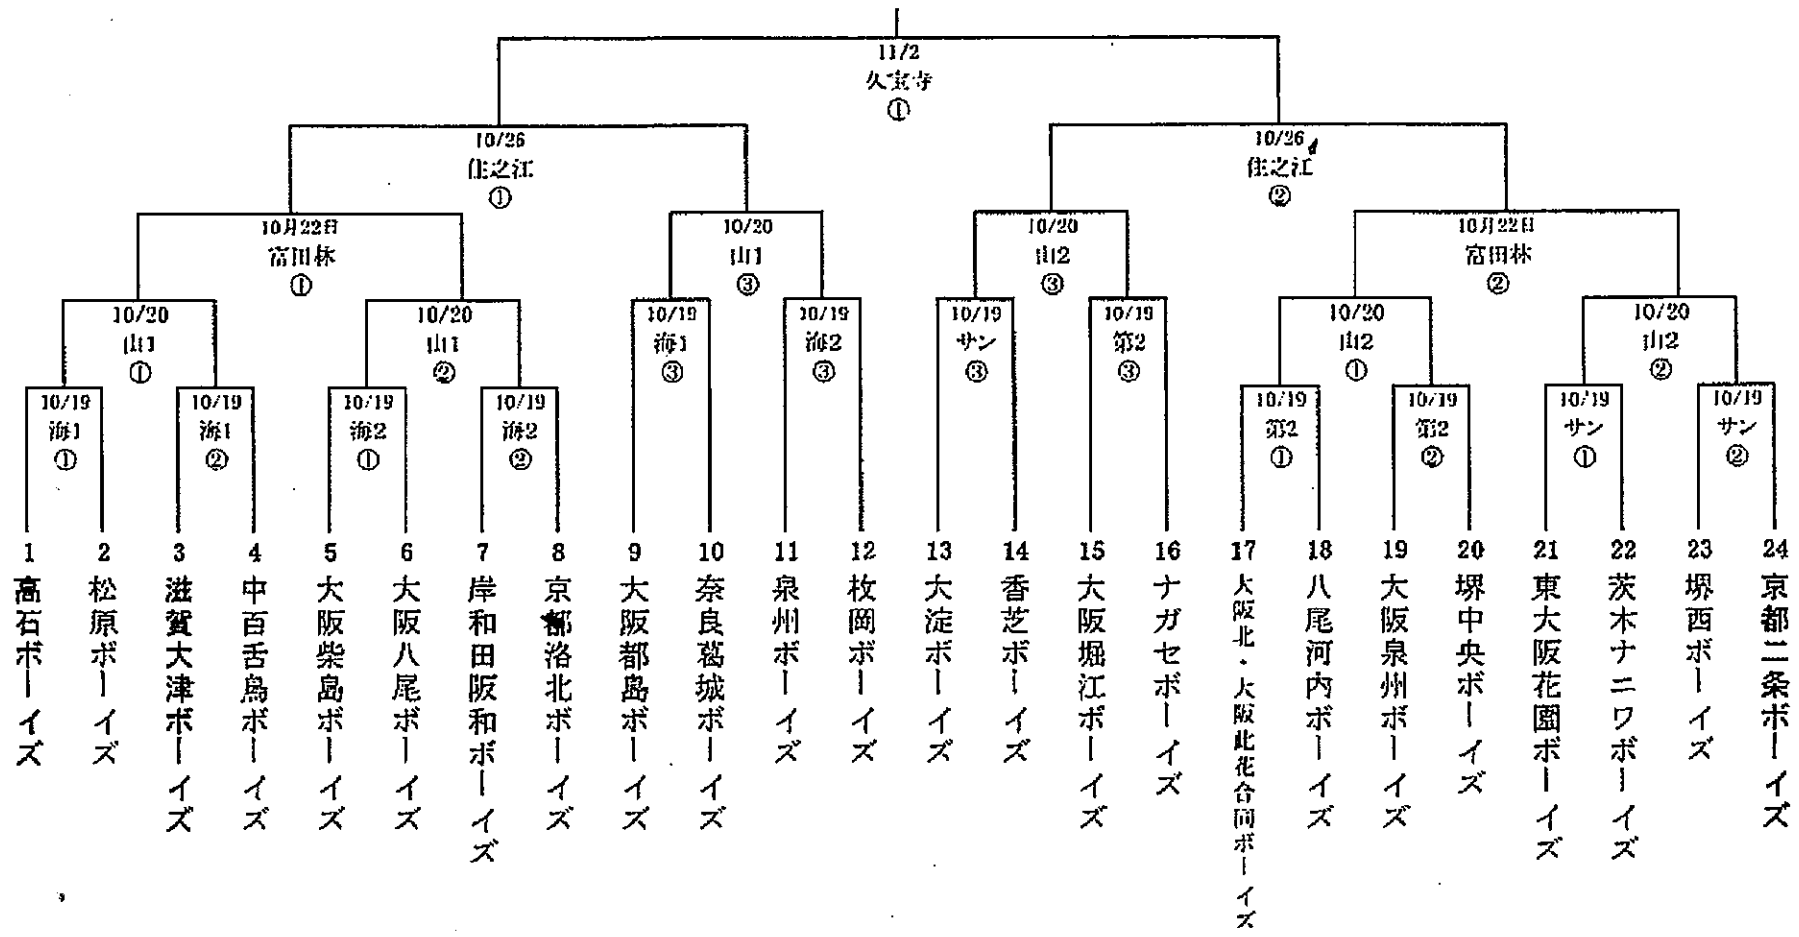 11/2
久宝寺
①
10/26
住之江
①
10/26
住之江
②
10月22日
富田林
①
10/20
山1
③
10/20
山2
③
10月22日
富田林
②
10/20
山1
①
10/20
山1
②
10/19
海1
③
10/19
海2
③
10/19
サン
③
10/19
第2
③
10/20
山2
①
10/20
山2
②
10/19
海1
①
10/19
海1
②
10/19
海2
①
10/19
海2
②
10/19
第2
①
10/19
第2
②
10/19
サン
①
10/19
サン
②
1 高石ボーイズ
2 松原ボーイズ
3 滋賀大津ボーイズ
4 中百舌鳥ボーイズ
5 大阪柴島ボーイズ
6 大阪八尾ボーイズ
7 岸和田阪和ボーイズ
8 京都洛北ボーイズ
9 大阪都島ボーイズ
10 奈良葛城ボーイズ
11 泉州ボーイズ
12 枚岡ボーイズ
13 大淀ボーイズ
14 香芝ボーイズ
15 大阪堀江ボーイズ
16 ナガセボーイズ
17 大阪北・大阪此花合同ボーイズ
18 八尾河内ボーイズ
19 大阪泉州ボーイズ
20 堺中央ボーイズ
21 東大阪花園ボーイズ
22 茨木ナニワボーイズ
23 堺西ボーイズ
24 京都二条ボーイズ